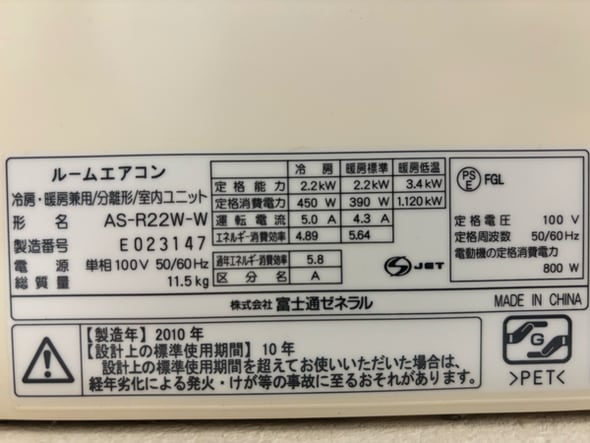 ルームエアコン
冷房・暖房兼用/分離形/室内ユニット
形 名 AS-R22W-W
製造番号 E023147
電 源 単相100V 50/60Hz
総質量 11.5kg
冷 房 暖房標準 暖房低温
定格能力 2.2kW 2.2kW 3.4kW
定格消費電力 450 W 390 W 1,120kW
運転電流 5.0 A 4.3 A
エネルギー消費効率 4.89 5.64
通年エネルギー消費効率 5.8
区分名 A
JET
PS
E FGL
定格電圧 100 V
定格周波数 50/60Hz
電動機の定格消費電力
800 W
株式会社 富士通ゼネラル
MADE IN CHINA
【製造年】2010 年
【設計上の標準使用期間】10年
設計上の標準使用期間を超えてお使いいただいた場合は、
経年劣化による発火・けが等の事故に至るおそれがあります。
G
>PET<